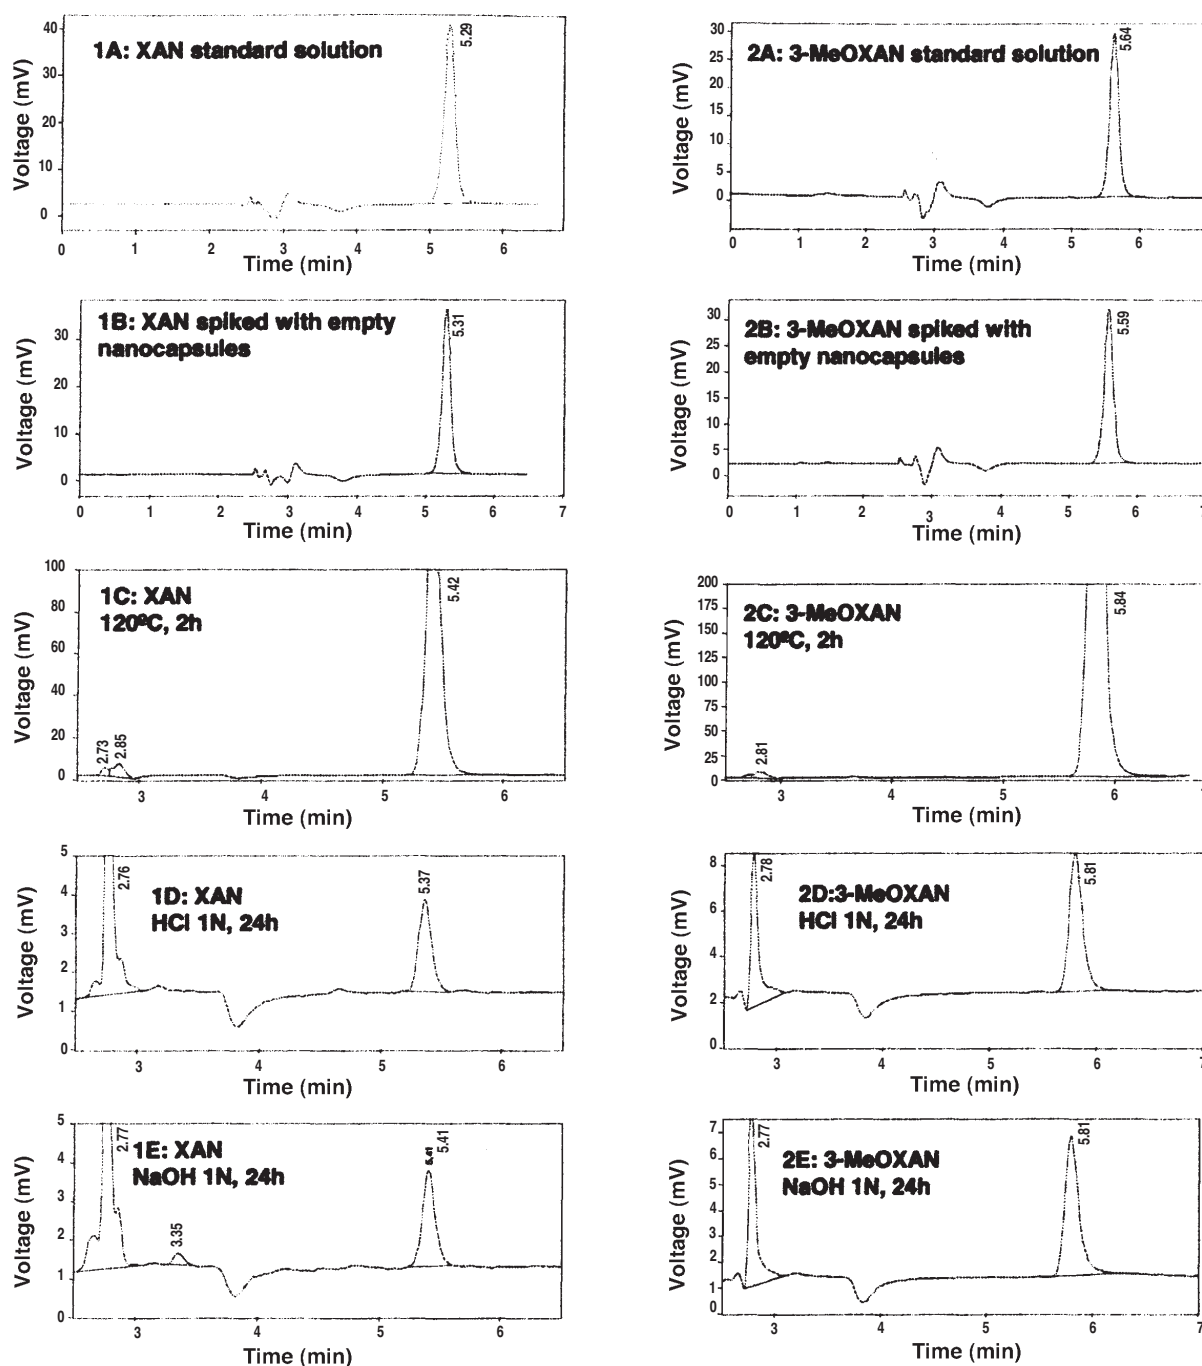 1A: XAN standard solution
5.29
Voltage (mV)
40
30
20
10
0
0 1 2 3 4 5 6
Time (min)
2A: 3-MeOXAN standard solution
5.64
Voltage (mV)
30
25
20
15
10
5
0
0 1 2 3 4 5 6
Time (min)
1B: XAN spiked with empty
nanocapsules
5.31
Voltage (mV)
30
20
10
0
0 1 2 3 4 5 6 7
Time (min)
2B: 3-MeOXAN spiked with
empty nanocapsules
5.59
Voltage (mV)
30
25
20
15
10
5
0
0 1 2 3 4 5 6 7
Time (min)
1C: XAN
120ºC, 2h
5.42
2.73
2.85
Voltage (mV)
100
80
60
40
20
0
3 4 5 6
Time (min)
2C: 3-MeOXAN
120ºC, 2h
5.84
2.81
Voltage (mV)
200
175
150
125
100
75
50
25
0
3 4 5 6
Time (min)
1D: XAN
HCl 1N, 24h
2.76
5.37
Voltage (mV)
5
4
3
2
1
0
3 4 5 6
Time (min)
2D:3-MeOXAN
HCl 1N, 24h
2.78
5.81
Voltage (mV)
8
6
4
2
0
3 4 5 6 7
Time (min)
1E: XAN
NaOH 1N, 24h
2.77
3.35
5.41
5.41
Voltage (mV)
5
4
3
2
1
0
3 4 5 6
Time (min)
2E: 3-MeOXAN
NaOH 1N, 24h
2.77
5.81
Voltage (mV)
7
6
5
4
3
2
1
0
3 4 5 6 7
Time (min)